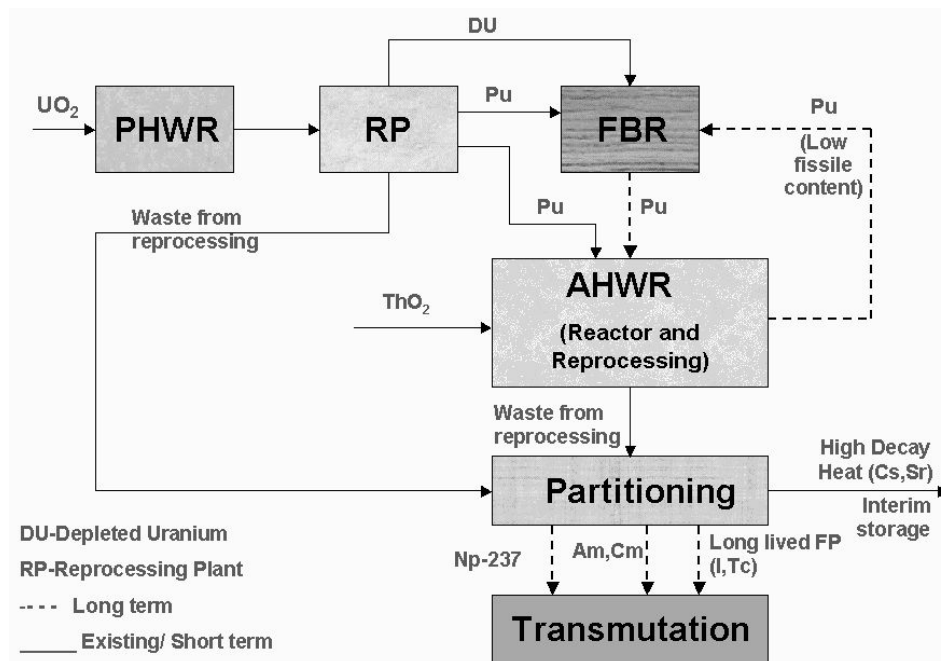 DU
UO₂
PHWR
RP
Pu
FBR
Pu
(Low
fissile
content)
Waste from
reprocessing
Pu
Pu
AHWR
(Reactor and
Reprocessing)
ThO₂
Waste from
reprocessing
High Decay
Heat (Cs,Sr)
Interim
storage
Partitioning
DU-Depleted Uranium
RP-Reprocessing Plant
---- Long term
_____ Existing/ Short term
Np-237
Am,Cm
Long lived FP
(I,Tc)
Transmutation